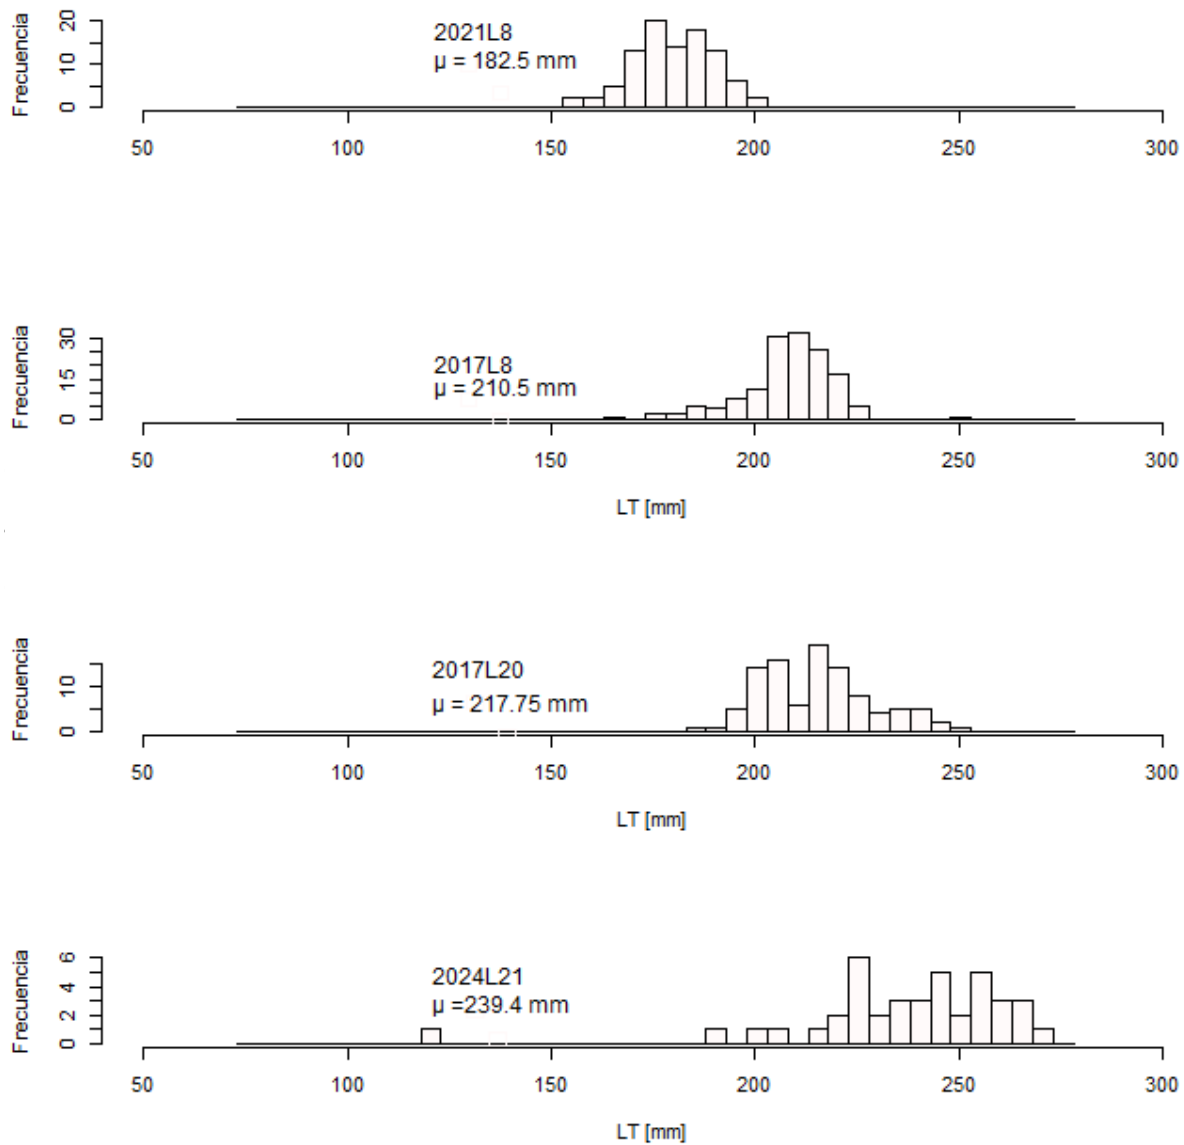 Frecuencia
20
10
0
2021L8
µ = 182.5 mm
50 100 150 200 250 300
Frecuencia
30
15
0
2017L8
µ = 210.5 mm
50 100 150 200 250 300
LT [mm]
Frecuencia
10
0
2017L20
µ = 217.75 mm
50 100 150 200 250 300
LT [mm]
Frecuencia
6
4
2
0
2024L21
µ =239.4 mm
50 100 150 200 250 300
LT [mm]